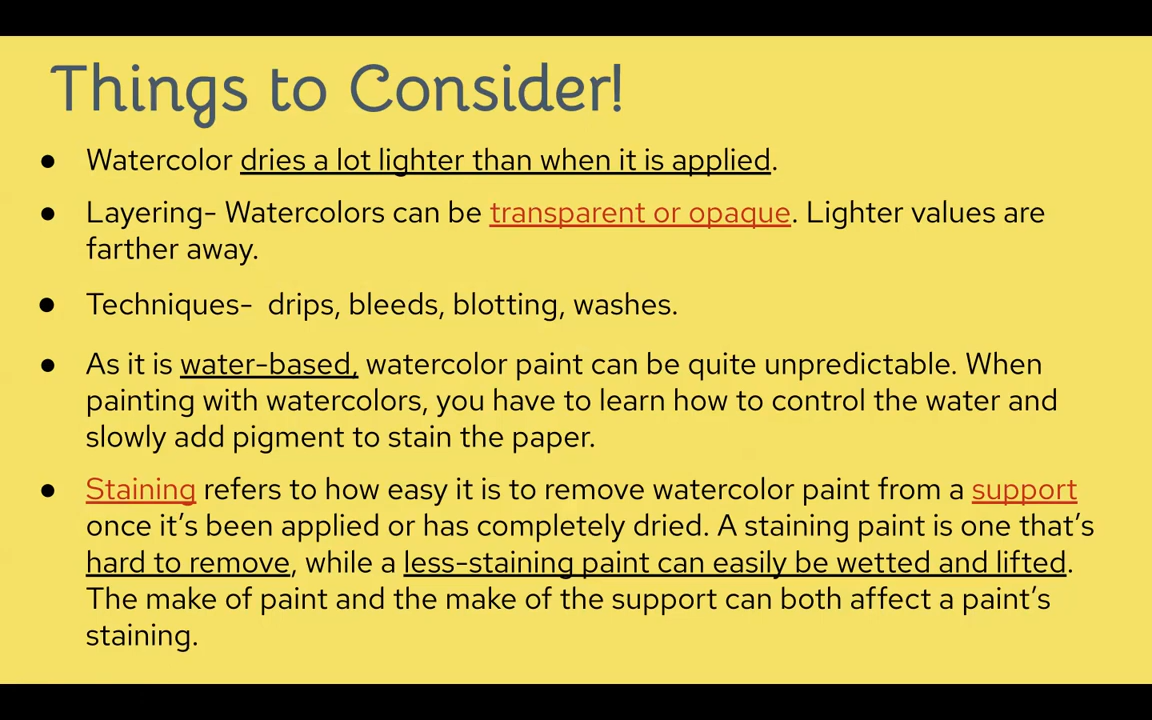 Things to Consider!
● Watercolor dries a lot lighter than when it is applied.
● Layering- Watercolors can be transparent or opaque. Lighter values are
farther away.
● Techniques-  drips, bleeds, blotting, washes.
● As it is water-based, watercolor paint can be quite unpredictable. When
painting with watercolors, you have to learn how to control the water and
slowly add pigment to stain the paper.
● Staining refers to how easy it is to remove watercolor paint from a support
once it’s been applied or has completely dried. A staining paint is one that’s
hard to remove, while a less-staining paint can easily be wetted and lifted.
The make of paint and the make of the support can both affect a paint’s
staining.